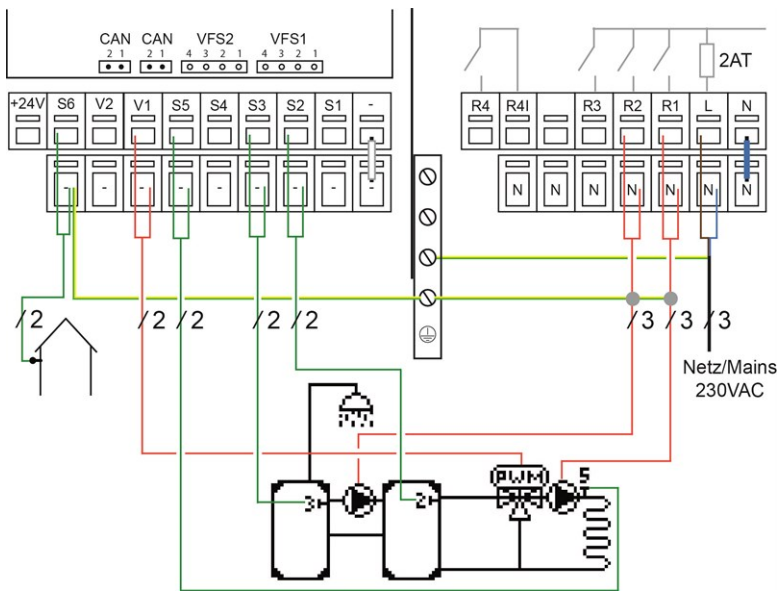 CAN CAN VFS2 VFS1
2 1 2 1 4 3 2 1 4 3 2 1
2AT
+24V S6 V2 V1 S5 S4 S3 S2 S1 -
R4 R4I R3 R2 R1 L N
- - - - - - - - -
N N N N N N N
/2 /2 /2 /2 /2
/3 /3 /3
Netz/Mains
230VAC
PWM
S
3 2